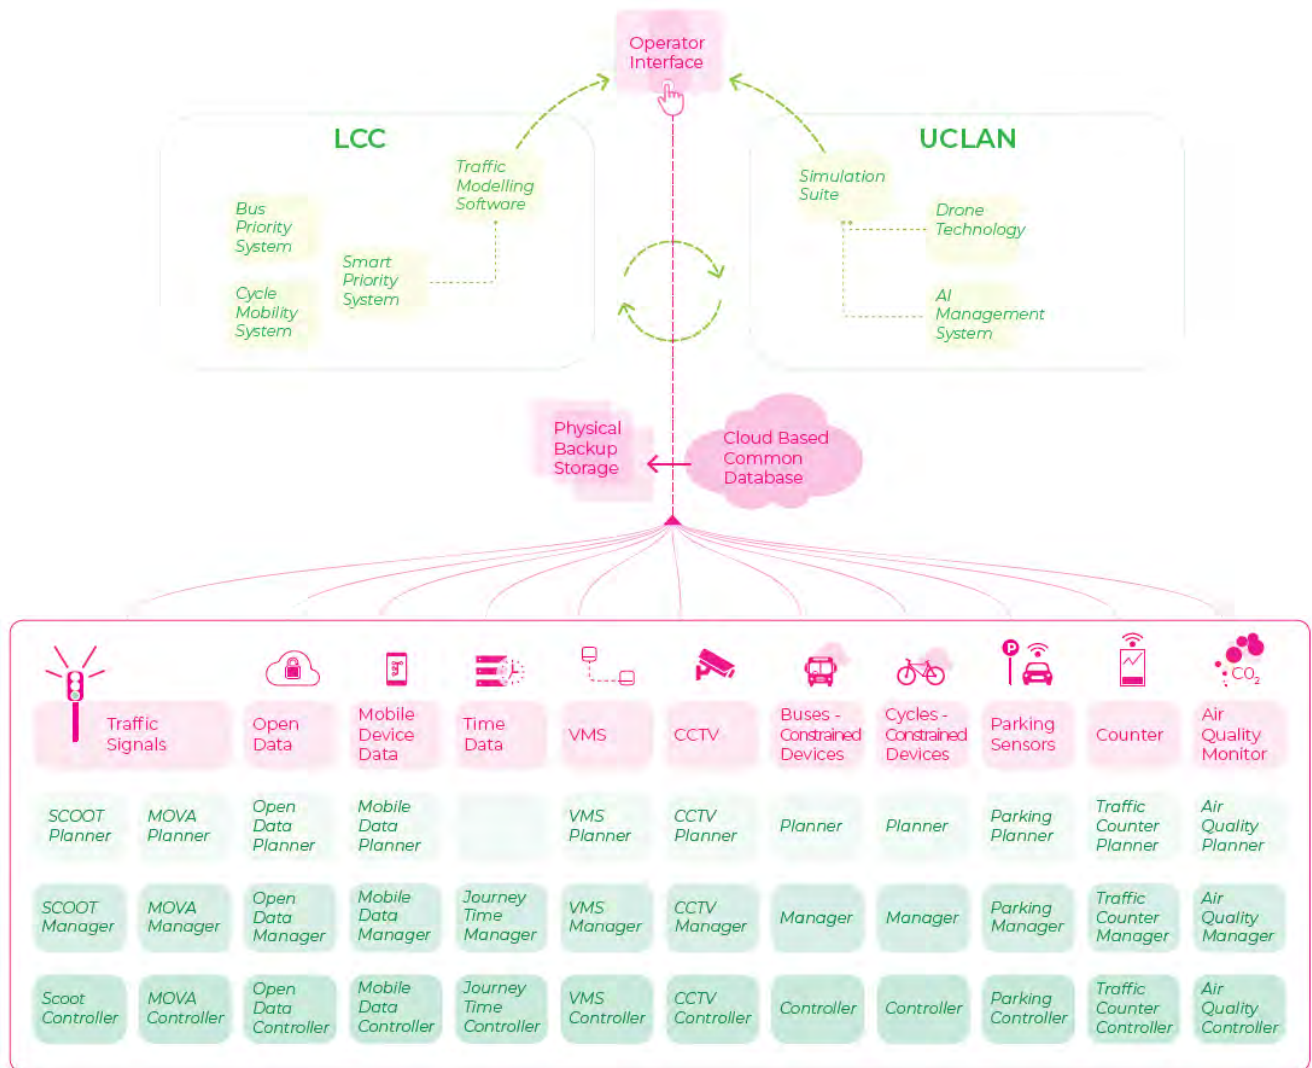 Operator
Interface
LCC
Traffic
Modelling
Software
Bus
Priority
System
Smart
Priority
System
Cycle
Mobility
System
UCLAN
Simulation
Suite
Drone
Technology
AI
Management
System
Physical
Backup
Storage
Cloud Based
Common
Database
P
CO₂
Traffic
Signals
Open
Data
Mobile
Device
Data
Time
Data
VMS
CCTV
Buses -
Constrained
Devices
Cycles -
Constrained
Devices
Parking
Sensors
Counter
Air
Quality
Monitor
SCOOT
Planner
MOVA
Planner
Open
Data
Planner
Mobile
Data
Planner
VMS
Planner
CCTV
Planner
Planner
Planner
Parking
Planner
Traffic
Counter
Planner
Air
Quality
Planner
SCOOT
Manager
MOVA
Manager
Open
Data
Manager
Mobile
Data
Manager
Journey
Time
Manager
VMS
Manager
CCTV
Manager
Manager
Manager
Parking
Manager
Traffic
Counter
Manager
Air
Quality
Manager
Scoot
Controller
MOVA
Controller
Open
Data
Controller
Mobile
Data
Controller
Journey
Time
Controller
VMS
Controller
CCTV
Controller
Controller
Controller
Parking
Controller
Traffic
Counter
Controller
Air
Quality
Controller